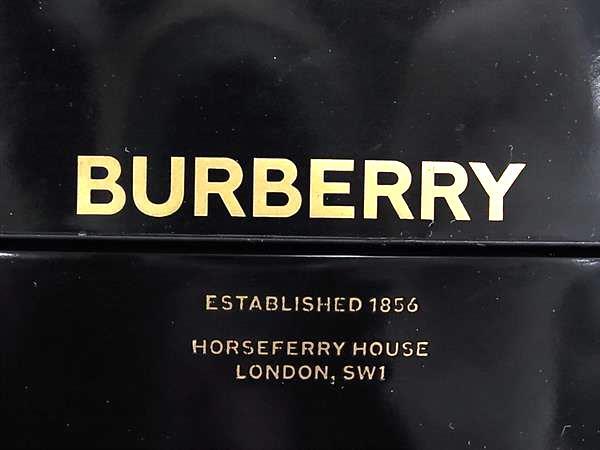 BURBERRY
ESTABLISHED 1856
HORSEFERRY HOUSE
LONDON, SW1